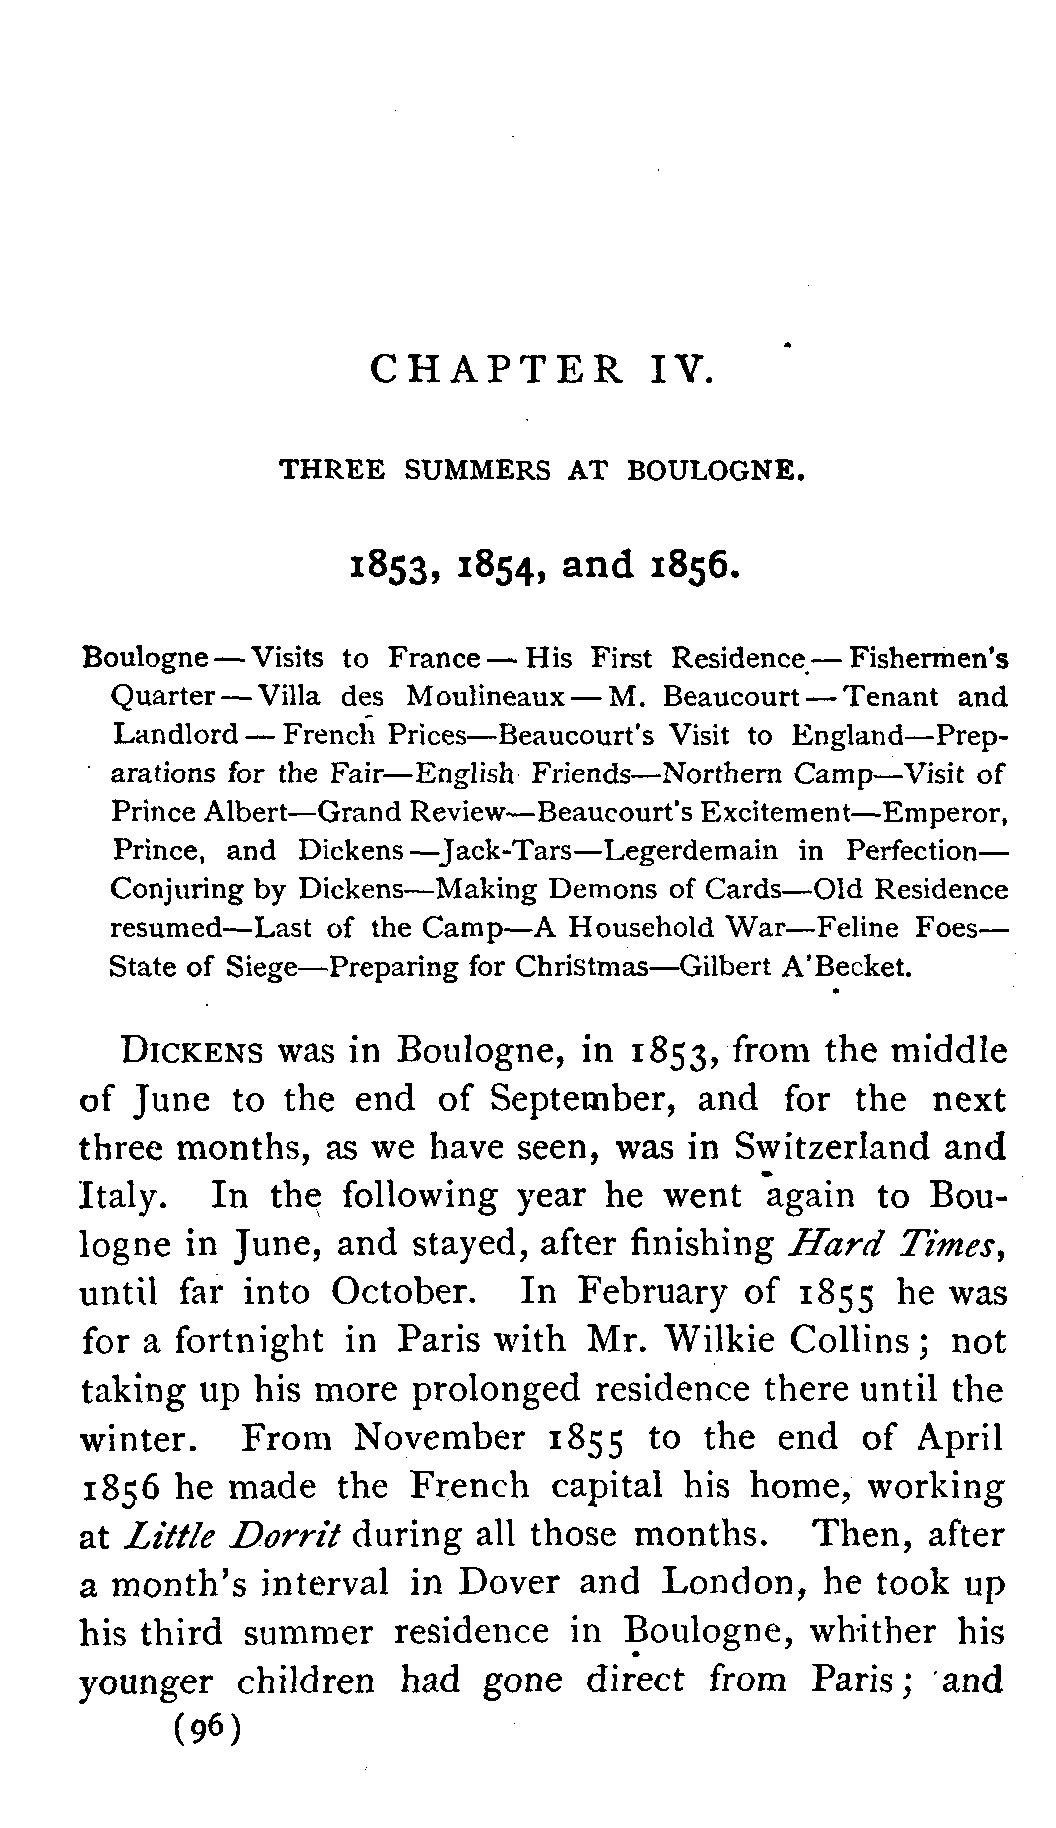 CHAPTER IV.
THREE SUMMERS AT BOULOGNE.
1853, 1854, and 1856.
Boulogne—Visits to France—His First Residence—Fishermen's
Quarter—Villa des Moulineaux—M. Beaucourt—Tenant and
Landlord—French Prices—Beaucourt's Visit to England—Prep-
arations for the Fair—English Friends—Northern Camp—Visit of
Prince Albert—Grand Review—Beaucourt's Excitement—Emperor,
Prince, and Dickens—Jack-Tars—Legerdemain in Perfection—
Conjuring by Dickens—Making Demons of Cards—Old Residence
resumed—Last of the Camp—A Household War—Feline Foes—
State of Siege—Preparing for Christmas—Gilbert A'Becket.
DICKENS was in Boulogne, in 1853, from the middle
of June to the end of September, and for the next
three months, as we have seen, was in Switzerland and
Italy. In the following year he went again to Bou-
logne in June, and stayed, after finishing Hard Times,
until far into October. In February of 1855 he was
for a fortnight in Paris with Mr. Wilkie Collins; not
taking up his more prolonged residence there until the
winter. From November 1855 to the end of April
1856 he made the French capital his home, working
at Little Dorrit during all those months. Then, after
a month's interval in Dover and London, he took up
his third summer residence in Boulogne, whither his
younger children had gone direct from Paris; and
(96)